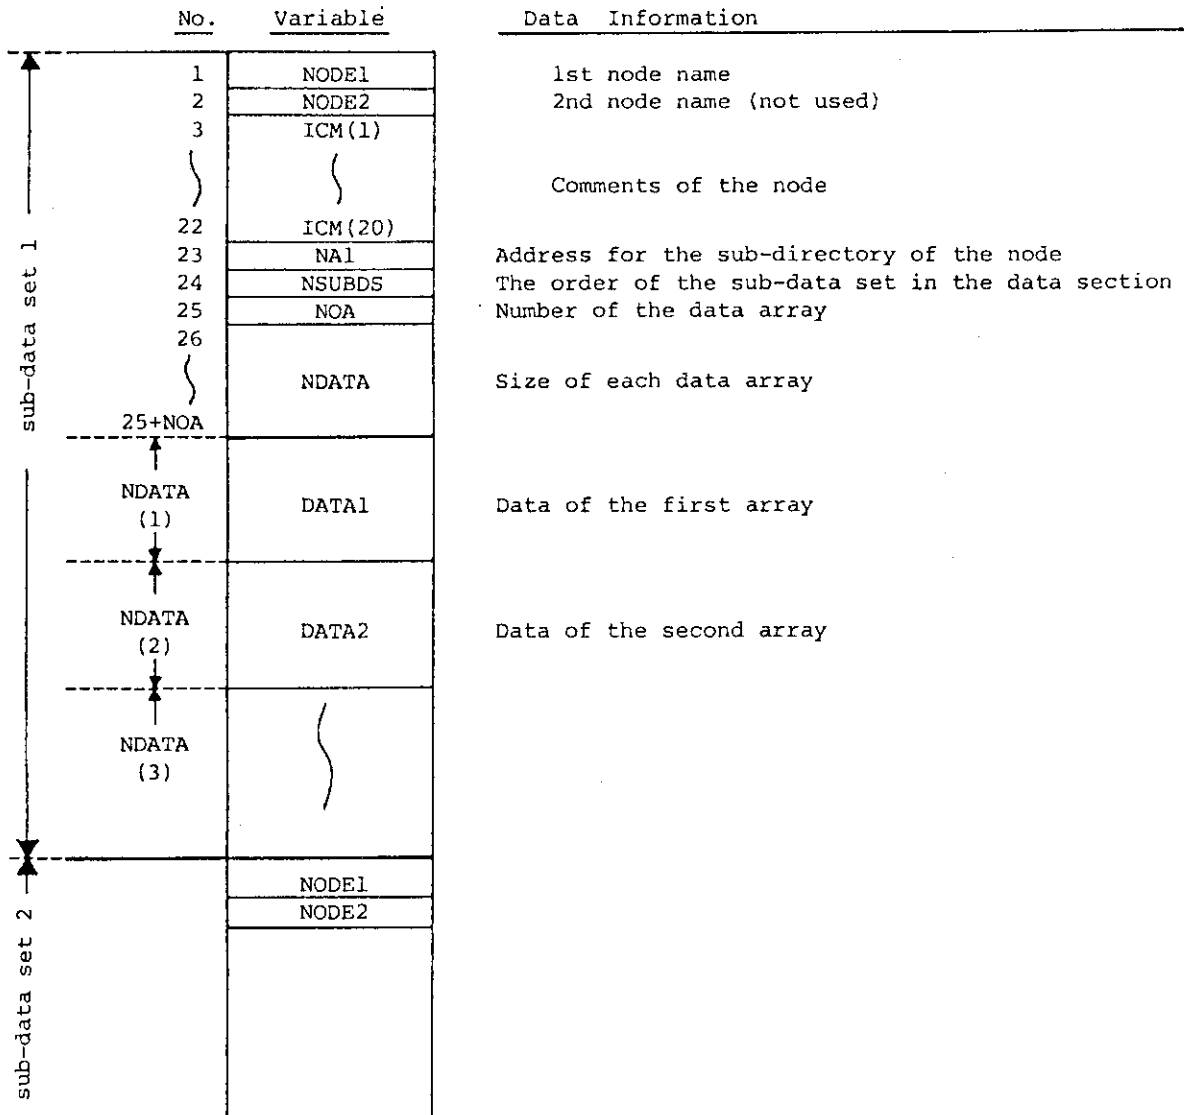 No. Variable Data Information
1 NODE1 1st node name
2 NODE2 2nd node name (not used)
3 ICM(1)
Comments of the node
22 ICM(20)
23 NA1 Address for the sub-directory of the node
24 NSUBDS The order of the sub-data set in the data section
25 NOA Number of the data array
26
NDATA Size of each data array
25+NOA
sub-data set 1
NDATA
(1)
DATA1 Data of the first array
NDATA
(2)
DATA2 Data of the second array
NDATA
(3)
NODE1
NODE2
sub-data set 2